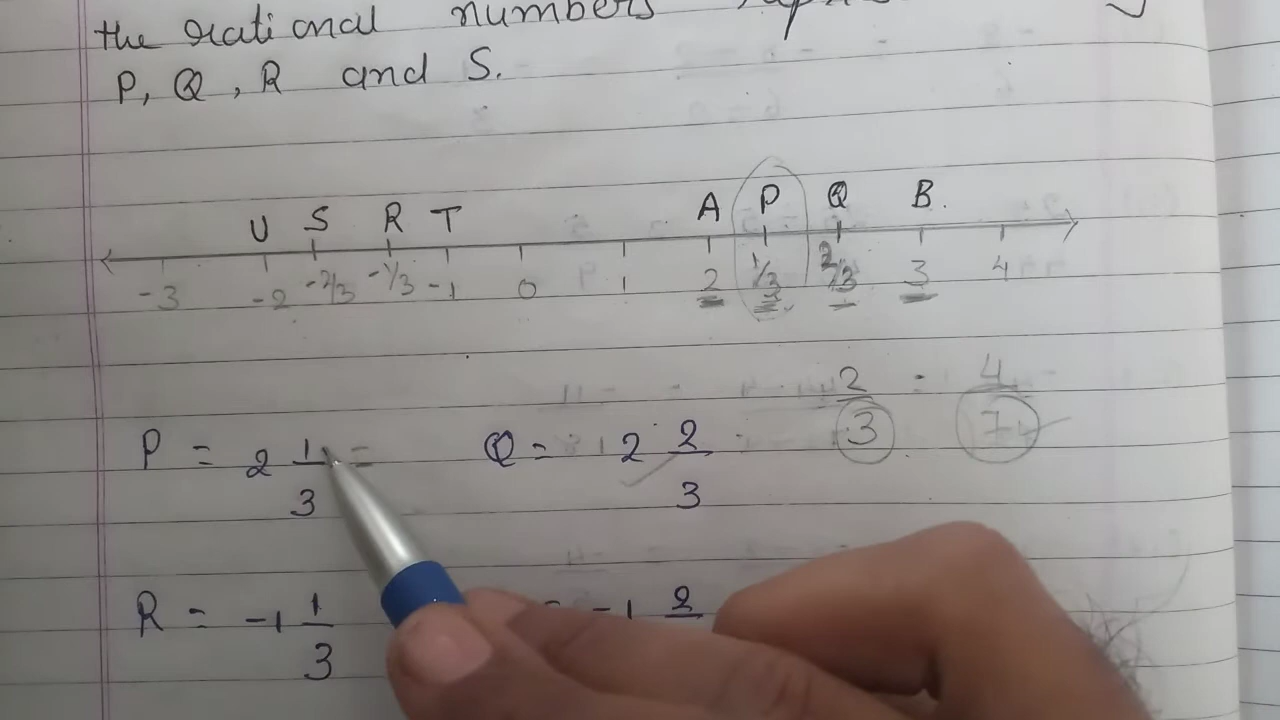 the rational numbers
P, Q, R and S.
U S R T A P Q B.
-3 -2 -2/3 -1/3 -1 0 1 2 1/3 2/3 3 4
2/3 4/7
P = 2 1/3 = Q = 2 2/3
R = -1 1/3 = -1 2